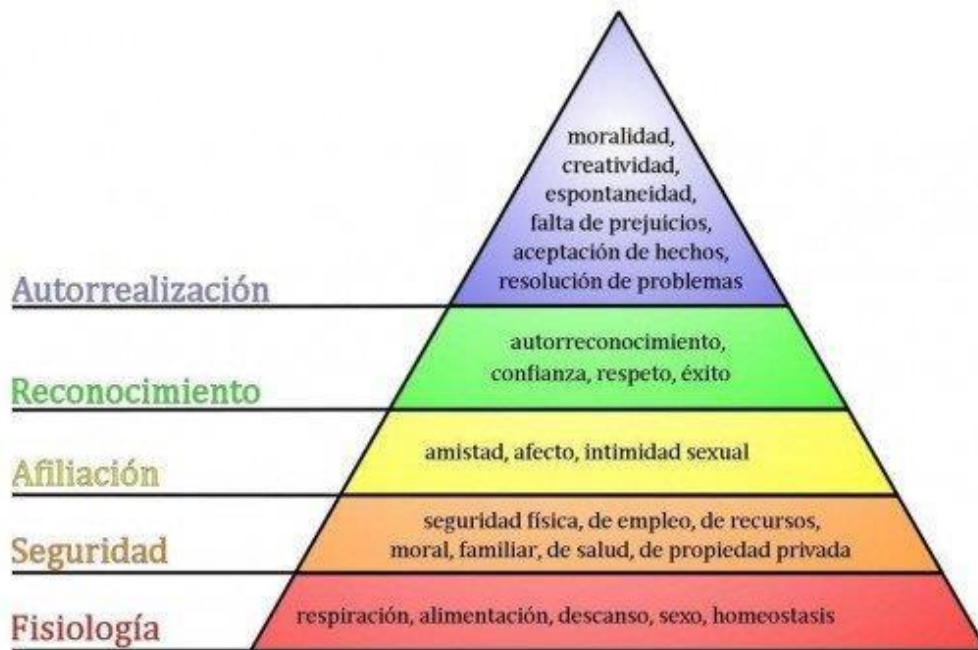 moralidad,
creatividad,
espontaneidad,
falta de prejuicios,
aceptación de hechos,
resolución de problemas
Autorrealización
autorreconocimiento,
confianza, respeto, éxito
Reconocimiento
amistad, afecto, intimidad sexual
Afiliación
seguridad física, de empleo, de recursos,
moral, familiar, de salud, de propiedad privada
Seguridad
respiración, alimentación, descanso, sexo, homeostasis
Fisiología